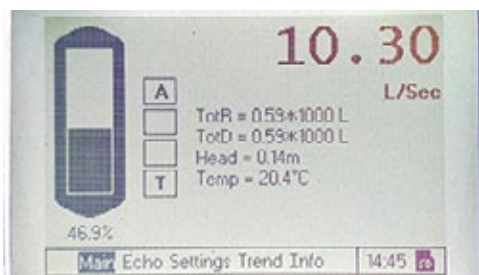 10.30
L/Sec
A
TotR = 0.59*1000 L
TotD = 0.59*1000 L
Head = 0.14m
Temp = 20.4°C
T
46.9%
Main Echo Settings Trend Info 14:45 SD